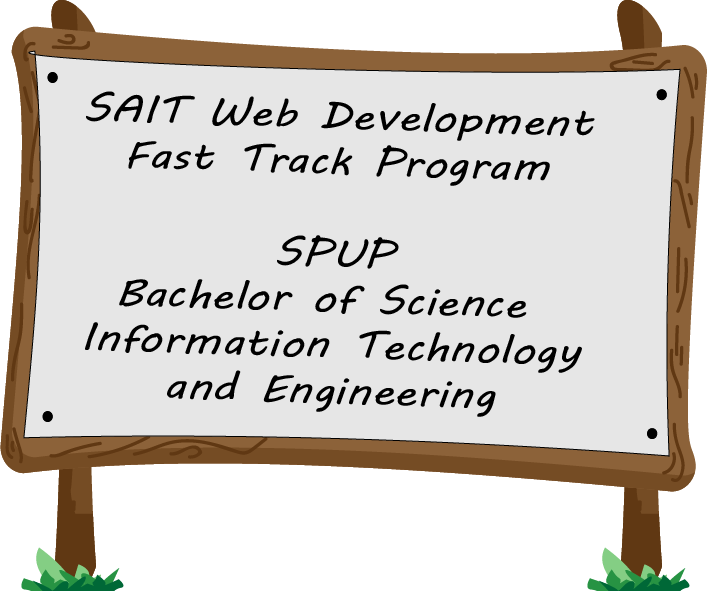 SAIT Web Development
Fast Track Program
SPUP
Bachelor of Science
Information Technology
and Engineering